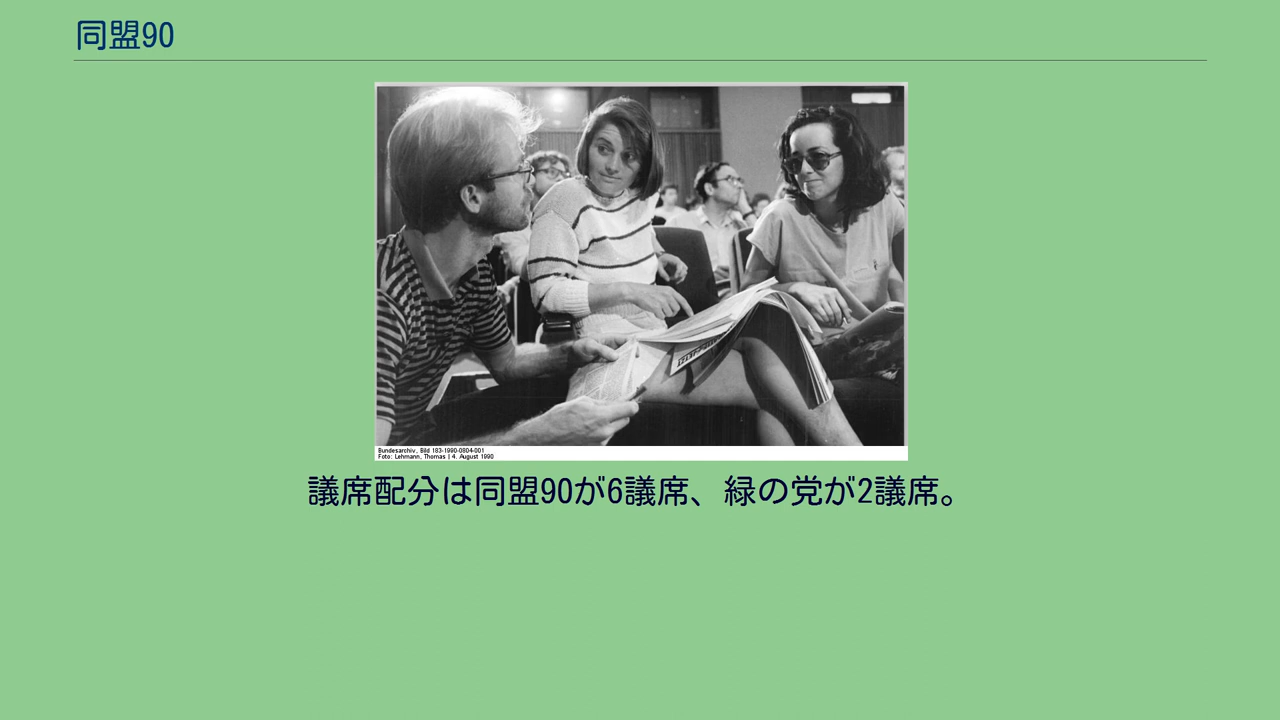 同盟90
Bundesarchiv, Bild 183-1990-0804-001
Foto: Lehmann, Thomas | 4. August 1990
議席配分は同盟90が6議席、緑の党が2議席。